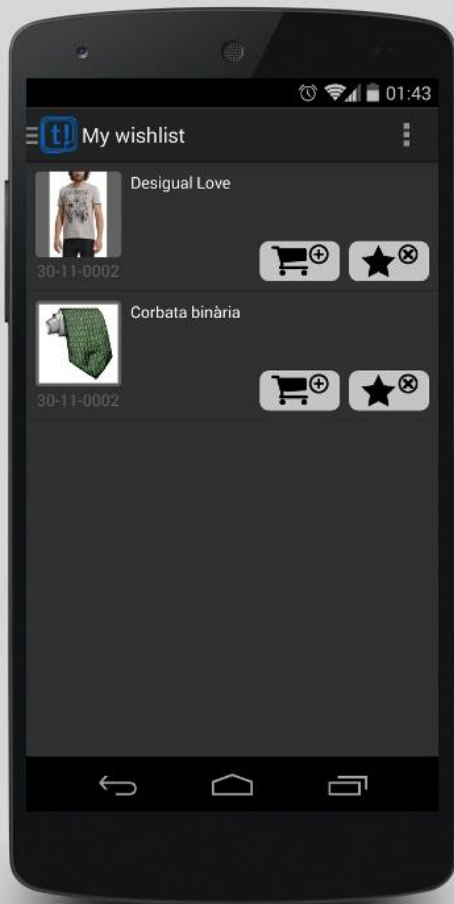 01:43
t! My wishlist
Desigual Love
30-11-0002
Corbata binària
30-11-0002